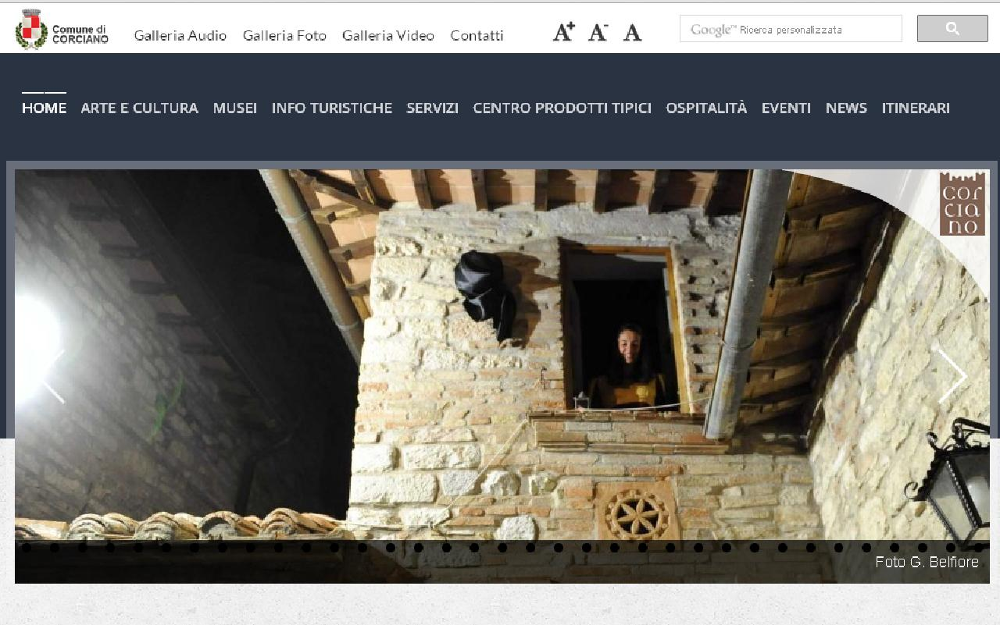 Comune di
CORCIANO
Galleria Audio Galleria Foto Galleria Video Contatti
A+ A- A
Google™ Ricerca personalizzata
HOME ARTE E CULTURA MUSEI INFO TURISTICHE SERVIZI CENTRO PRODOTTI TIPICI OSPITALITÀ EVENTI NEWS ITINERARI
cor
cia
no
Foto G. Belfiore